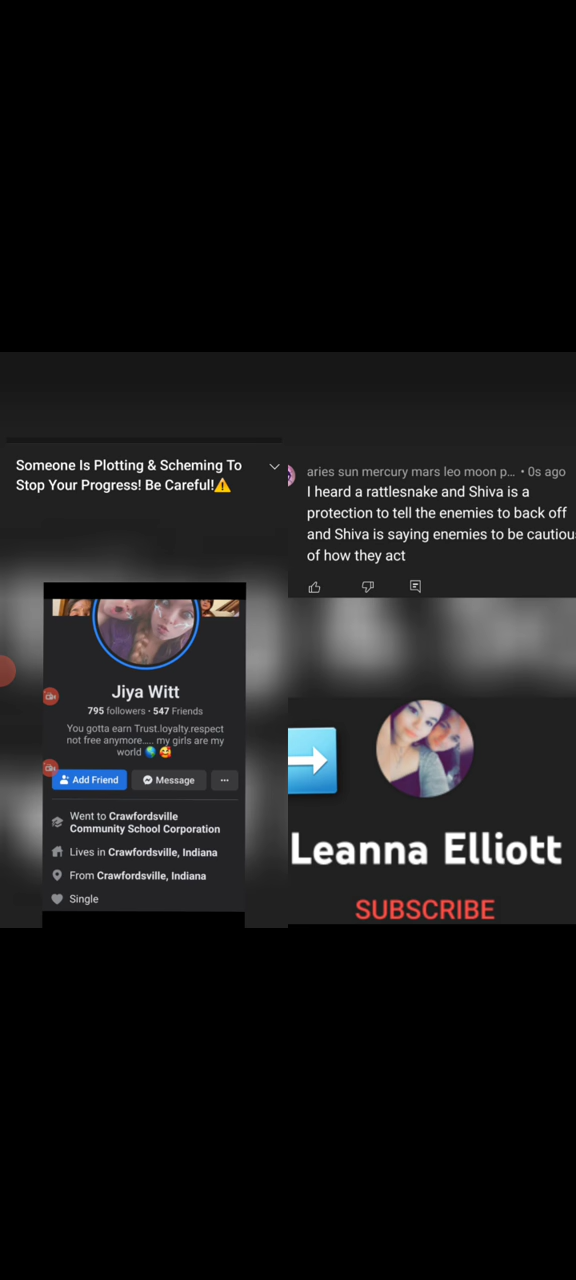 Someone Is Plotting & Scheming To
Stop Your Progress! Be Careful!⚠️
Jiya Witt
795 followers • 547 Friends
You gotta earn Trust.loyalty.respect
not free anymore..... my girls are my
world 🌎 🥰
Add Friend
Message
...
Went to Crawfordsville
Community School Corporation
Lives in Crawfordsville, Indiana
From Crawfordsville, Indiana
Single
aries sun mercury mars leo moon p... • 0s ago
I heard a rattlesnake and Shiva is a
protection to tell the enemies to back off
and Shiva is saying enemies to be cautiou
of how they act
Leanna Elliott
SUBSCRIBE